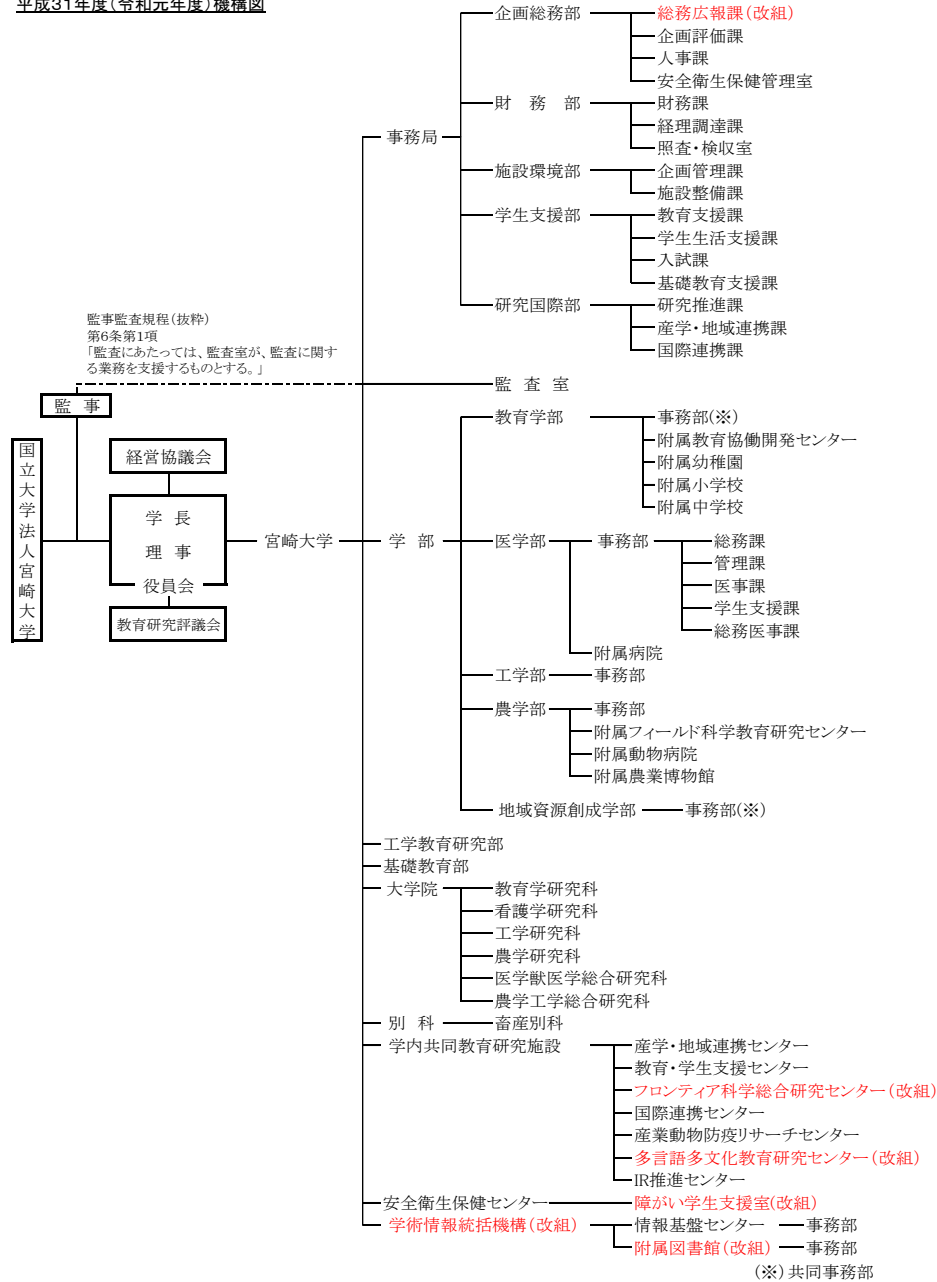 平成31年度(令和元年度)機構図
企画総務部
総務広報課(改組)
企画評価課
人事課
安全衛生保健管理室
財 務 部
財務課
経理調達課
照査・検収室
事務局
施設環境部
企画管理課
施設整備課
学生支援部
教育支援課
学生生活支援課
入試課
基礎教育支援課
研究国際部
研究推進課
産学・地域連携課
国際連携課
監事監査規程(抜粋)
第6条第1項
「監査にあたっては、監査室が、監査に関す
る業務を支援するものとする。」
監 査 室
監 事
国立大学法人宮崎大学
経営協議会
学 長
理 事
役員会
教育研究評議会
宮崎大学
学 部
教育学部
事務部(※)
附属教育協働開発センター
附属幼稚園
附属小学校
附属中学校
医学部
事務部
総務課
管理課
医事課
学生支援課
総務医事課
附属病院
工学部
事務部
農学部
事務部
附属フィールド科学教育研究センター
附属動物病院
附属農業博物館
地域資源創成学部
事務部(※)
工学教育研究部
基礎教育部
大学院
教育学研究科
看護学研究科
工学研究科
農学研究科
医学獣医学総合研究科
農学工学総合研究科
別 科
畜産別科
学内共同教育研究施設
産学・地域連携センター
教育・学生支援センター
フロンティア科学総合研究センター(改組)
国際連携センター
産業動物防疫リサーチセンター
多言語多文化教育研究センター(改組)
IR推進センター
安全衛生保健センター
障がい学生支援室(改組)
学術情報統括機構(改組)
情報基盤センター
事務部
附属図書館(改組)
事務部
(※)共同事務部